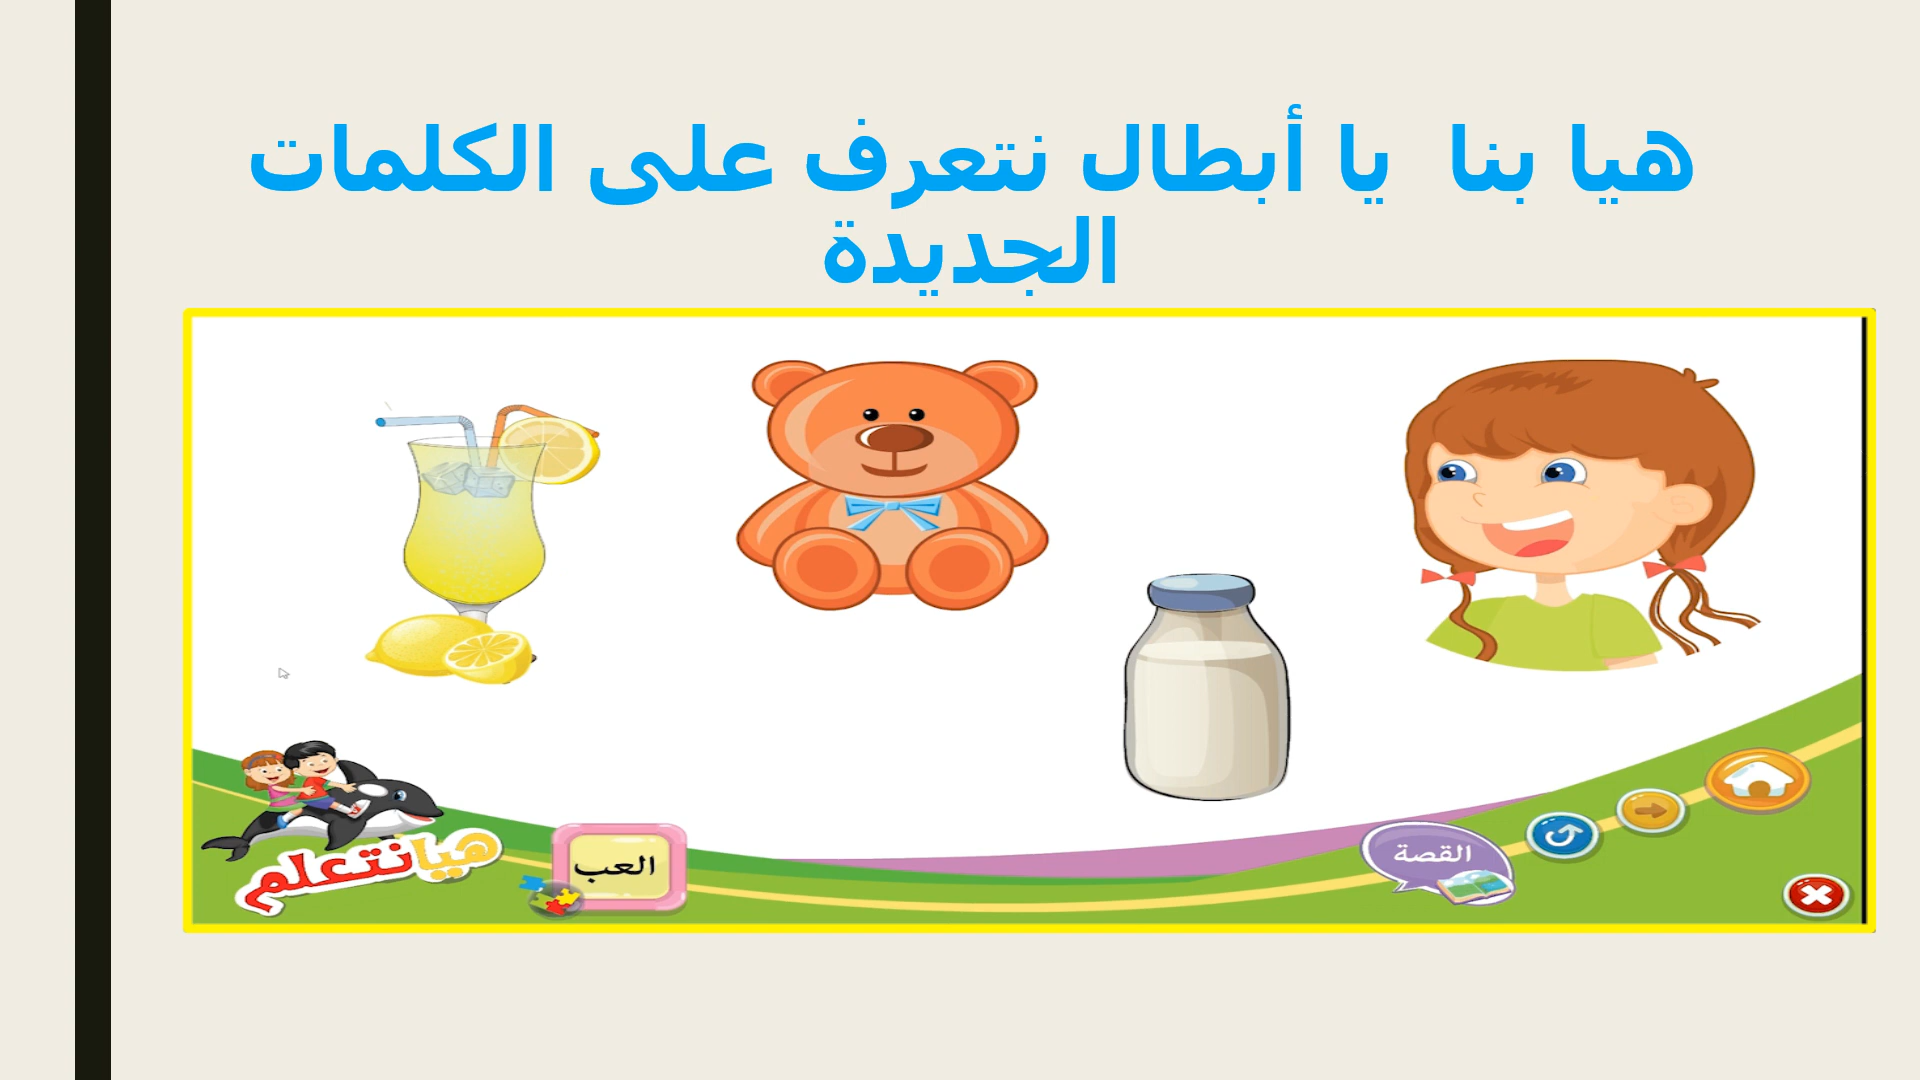 هيا بنا يا أبطال نتعرف على الكلمات
الجديدة
القصة
العب
هيا نتعلم